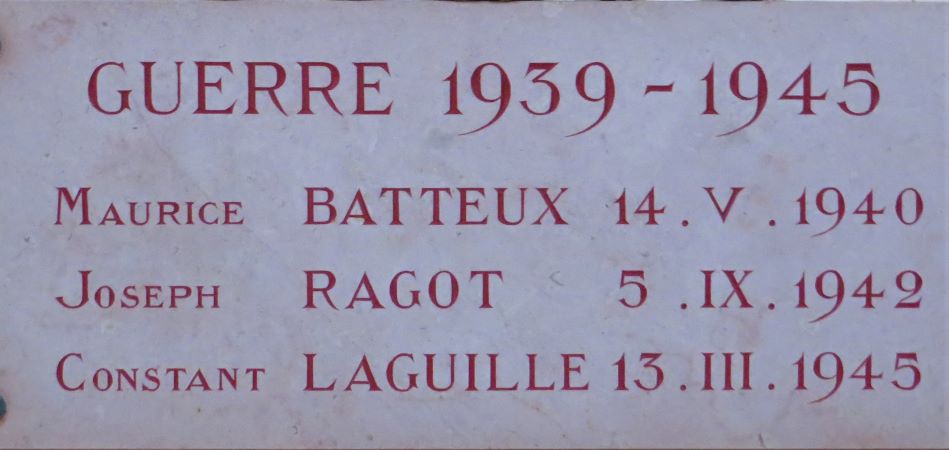 GUERRE 1939 - 1945
MAURICE BATTEUX 14 . V . 1940
JOSEPH RAGOT 5 . IX . 1942
CONSTANT LAGUILLE 13 . III . 1945